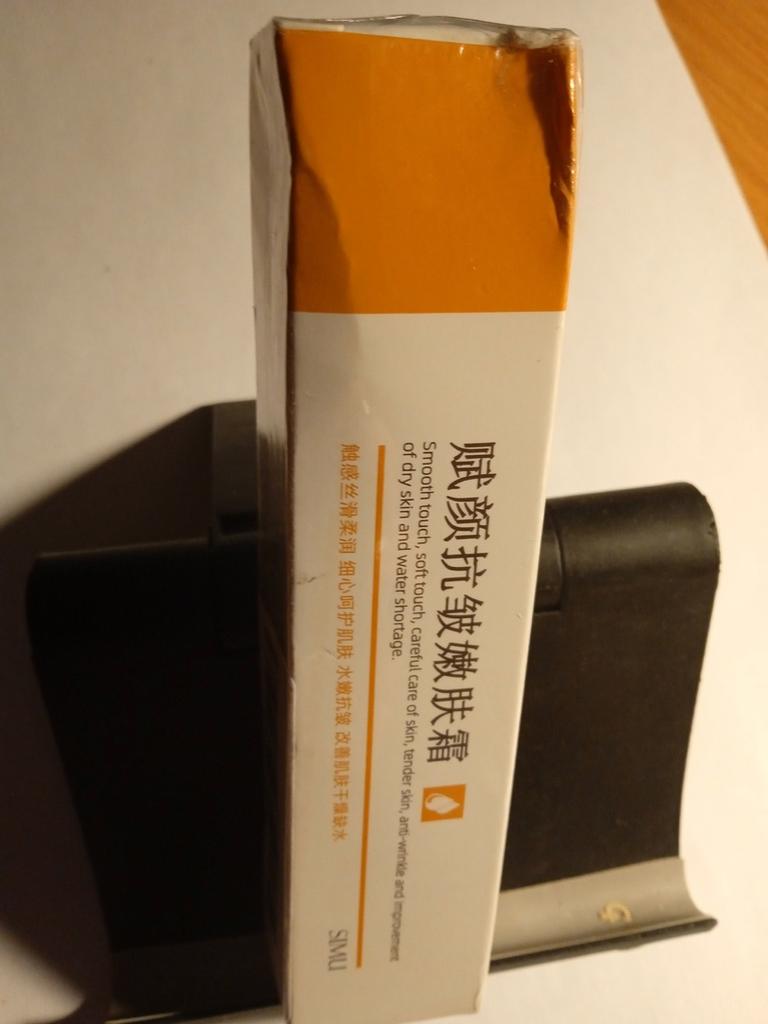 赋颜抗皱嫩肤霜
Smooth touch, soft touch, careful care of skin, tender skin, anti-wrinkle and improvement
of dry skin and water shortage.
触感丝滑柔润 细心呵护肌肤 水嫩抗皱 改善肌肤干燥缺水
SIMU